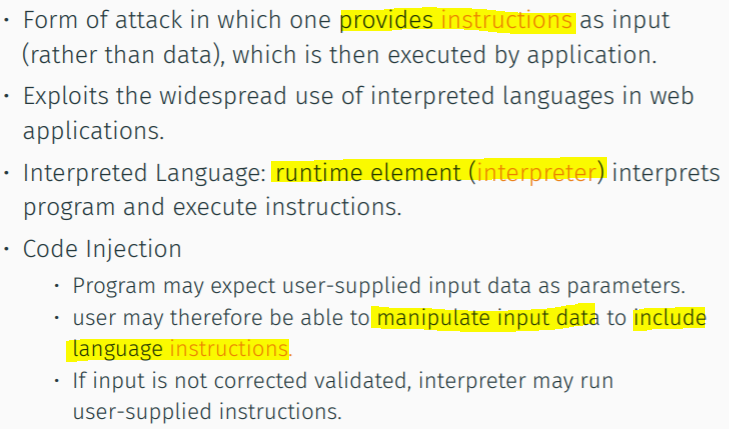 • Form of attack in which one provides instructions as input
(rather than data), which is then executed by application.
• Exploits the widespread use of interpreted languages in web
applications.
• Interpreted Language: runtime element (interpreter) interprets
program and execute instructions.
• Code Injection
• Program may expect user-supplied input data as parameters.
• user may therefore be able to manipulate input data to include
language instructions.
• If input is not corrected validated, interpreter may run
user-supplied instructions.